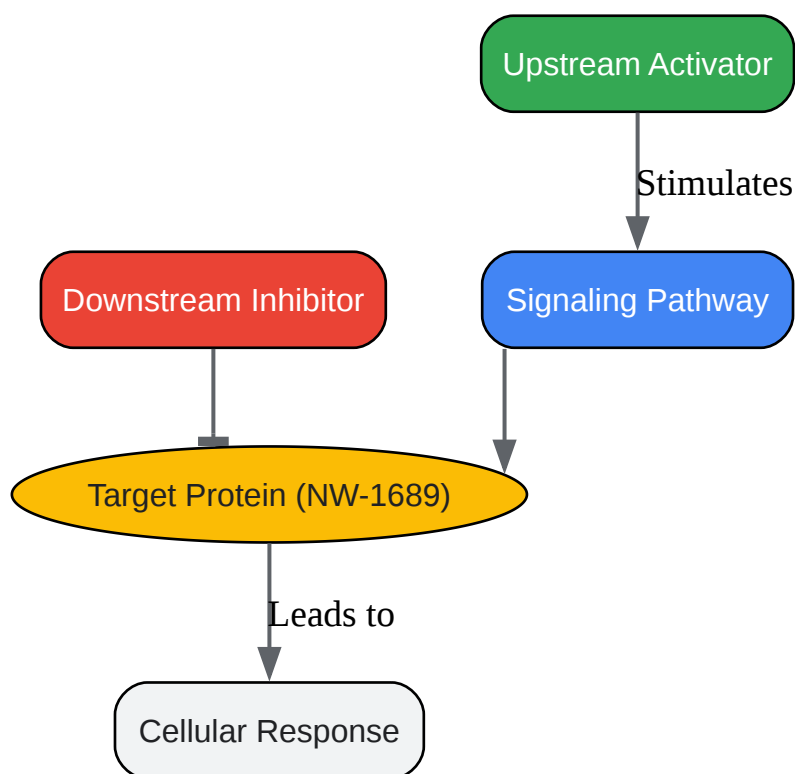 Upstream Activator
Stimulates
Downstream Inhibitor
Signaling Pathway
Target Protein (NW-1689)
Leads to
Cellular Response